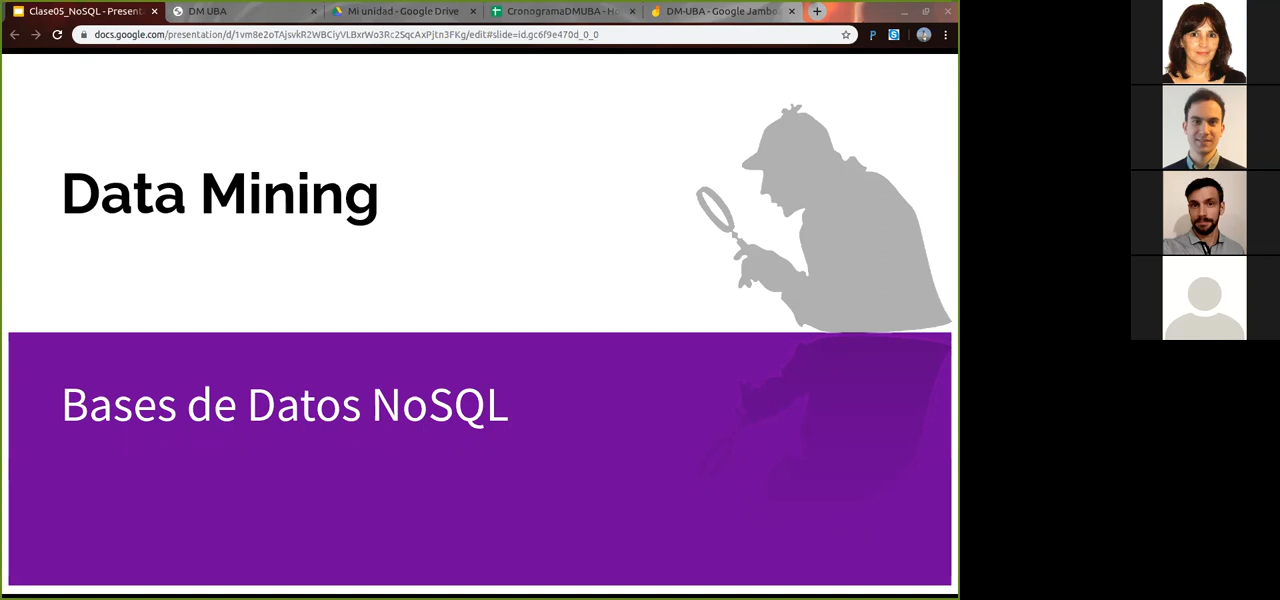 Clase05_NoSQL - Present
DM UBA
Mi unidad - Google Drive
CronogramaDMUBA - Ho
DM-UBA - Google Jambo
docs.google.com/presentation/d/1vm8e2oTAjsvkR2WBCiyVLBxrWo3Rc2SqcAxPjtn3FKg/edit#slide=id.gc6f9e470d_0_0
Data Mining
Bases de Datos NoSQL